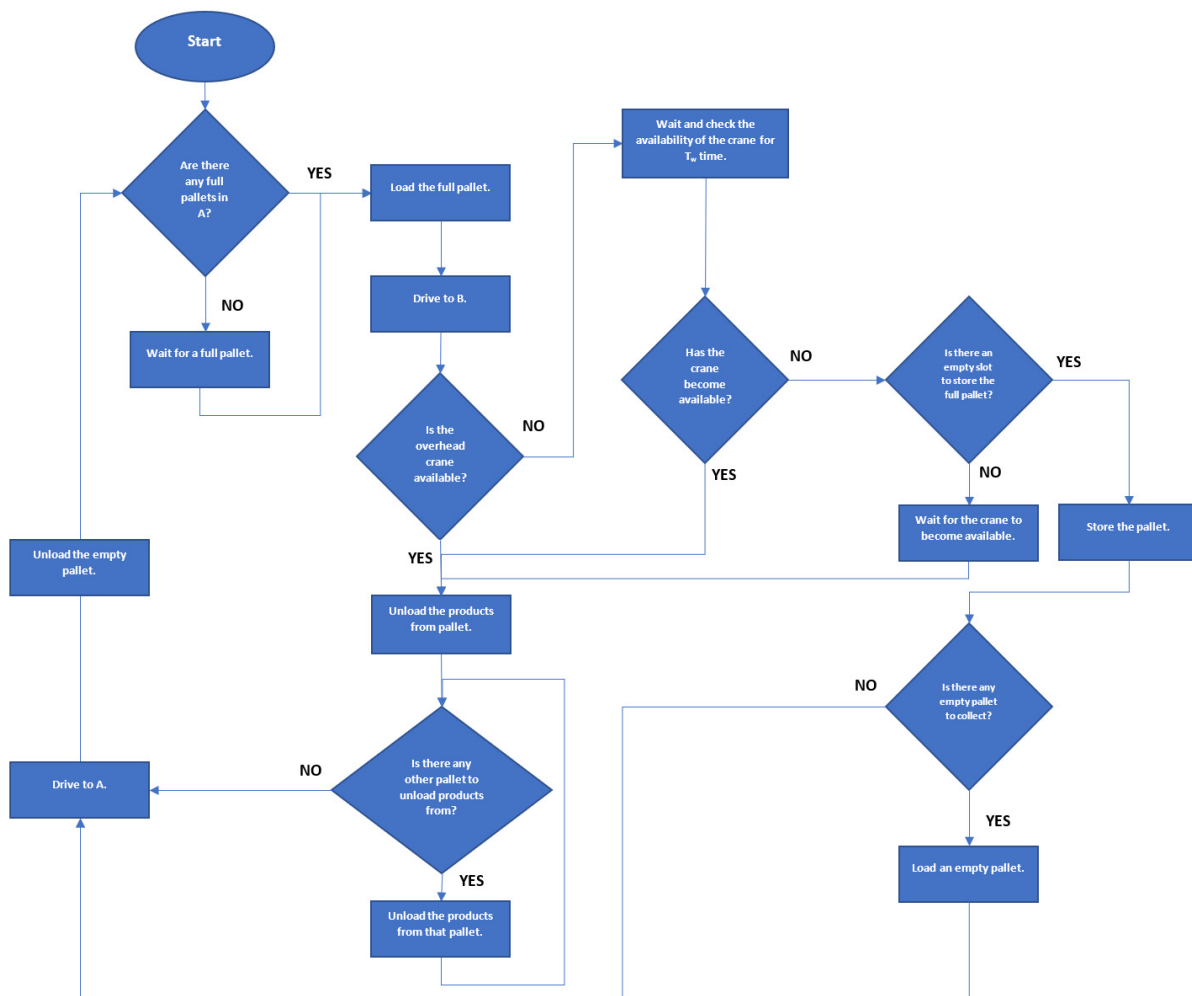 Start
Are there
any full
pallets in
A?
YES
NO
Wait for a full pallet.
Load the full pallet.
Drive to B.
Is the
overhead
crane
available?
NO
YES
Wait and check the
availability of the crane for
Tw time.
Has the
crane
become
available?
NO
YES
Is there an
empty slot
to store the
full pallet?
YES
NO
Wait for the crane to
become available.
Store the pallet.
Unload the products
from pallet.
Is there any
other pallet to
unload products
from?
NO
YES
Unload the products
from that pallet.
Is there any
empty pallet
to collect?
NO
YES
Load an empty pallet.
Drive to A.
Unload the empty
pallet.